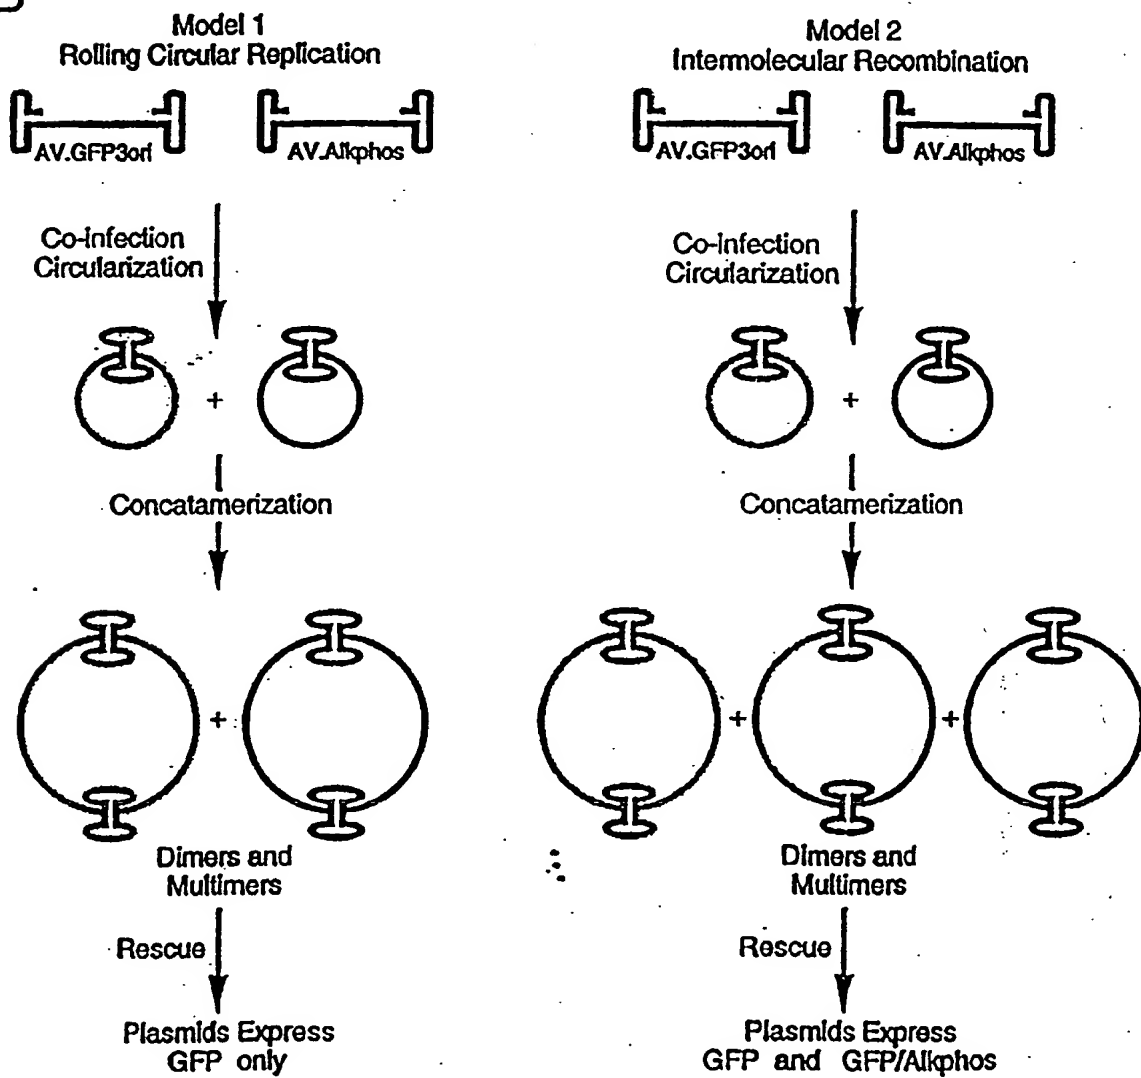 Model 1
Rolling Circular Replication
AV.GFP3ori
AV.Alkphos
Co-infection
Circularization
+
Concatamerization
+
Dimers and
Multimers
Rescue
Plasmids Express
GFP only
Model 2
Intermolecular Recombination
AV.GFP3ori
AV.Alkphos
Co-infection
Circularization
+
Concatamerization
+
+
Dimers and
Multimers
Rescue
Plasmids Express
GFP and GFP/Alkphos